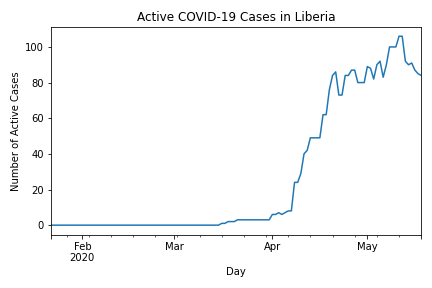 Active COVID-19 Cases in Liberia
Number of Active Cases
100
80
60
40
20
0
Feb
2020
Mar
Apr
May
Day